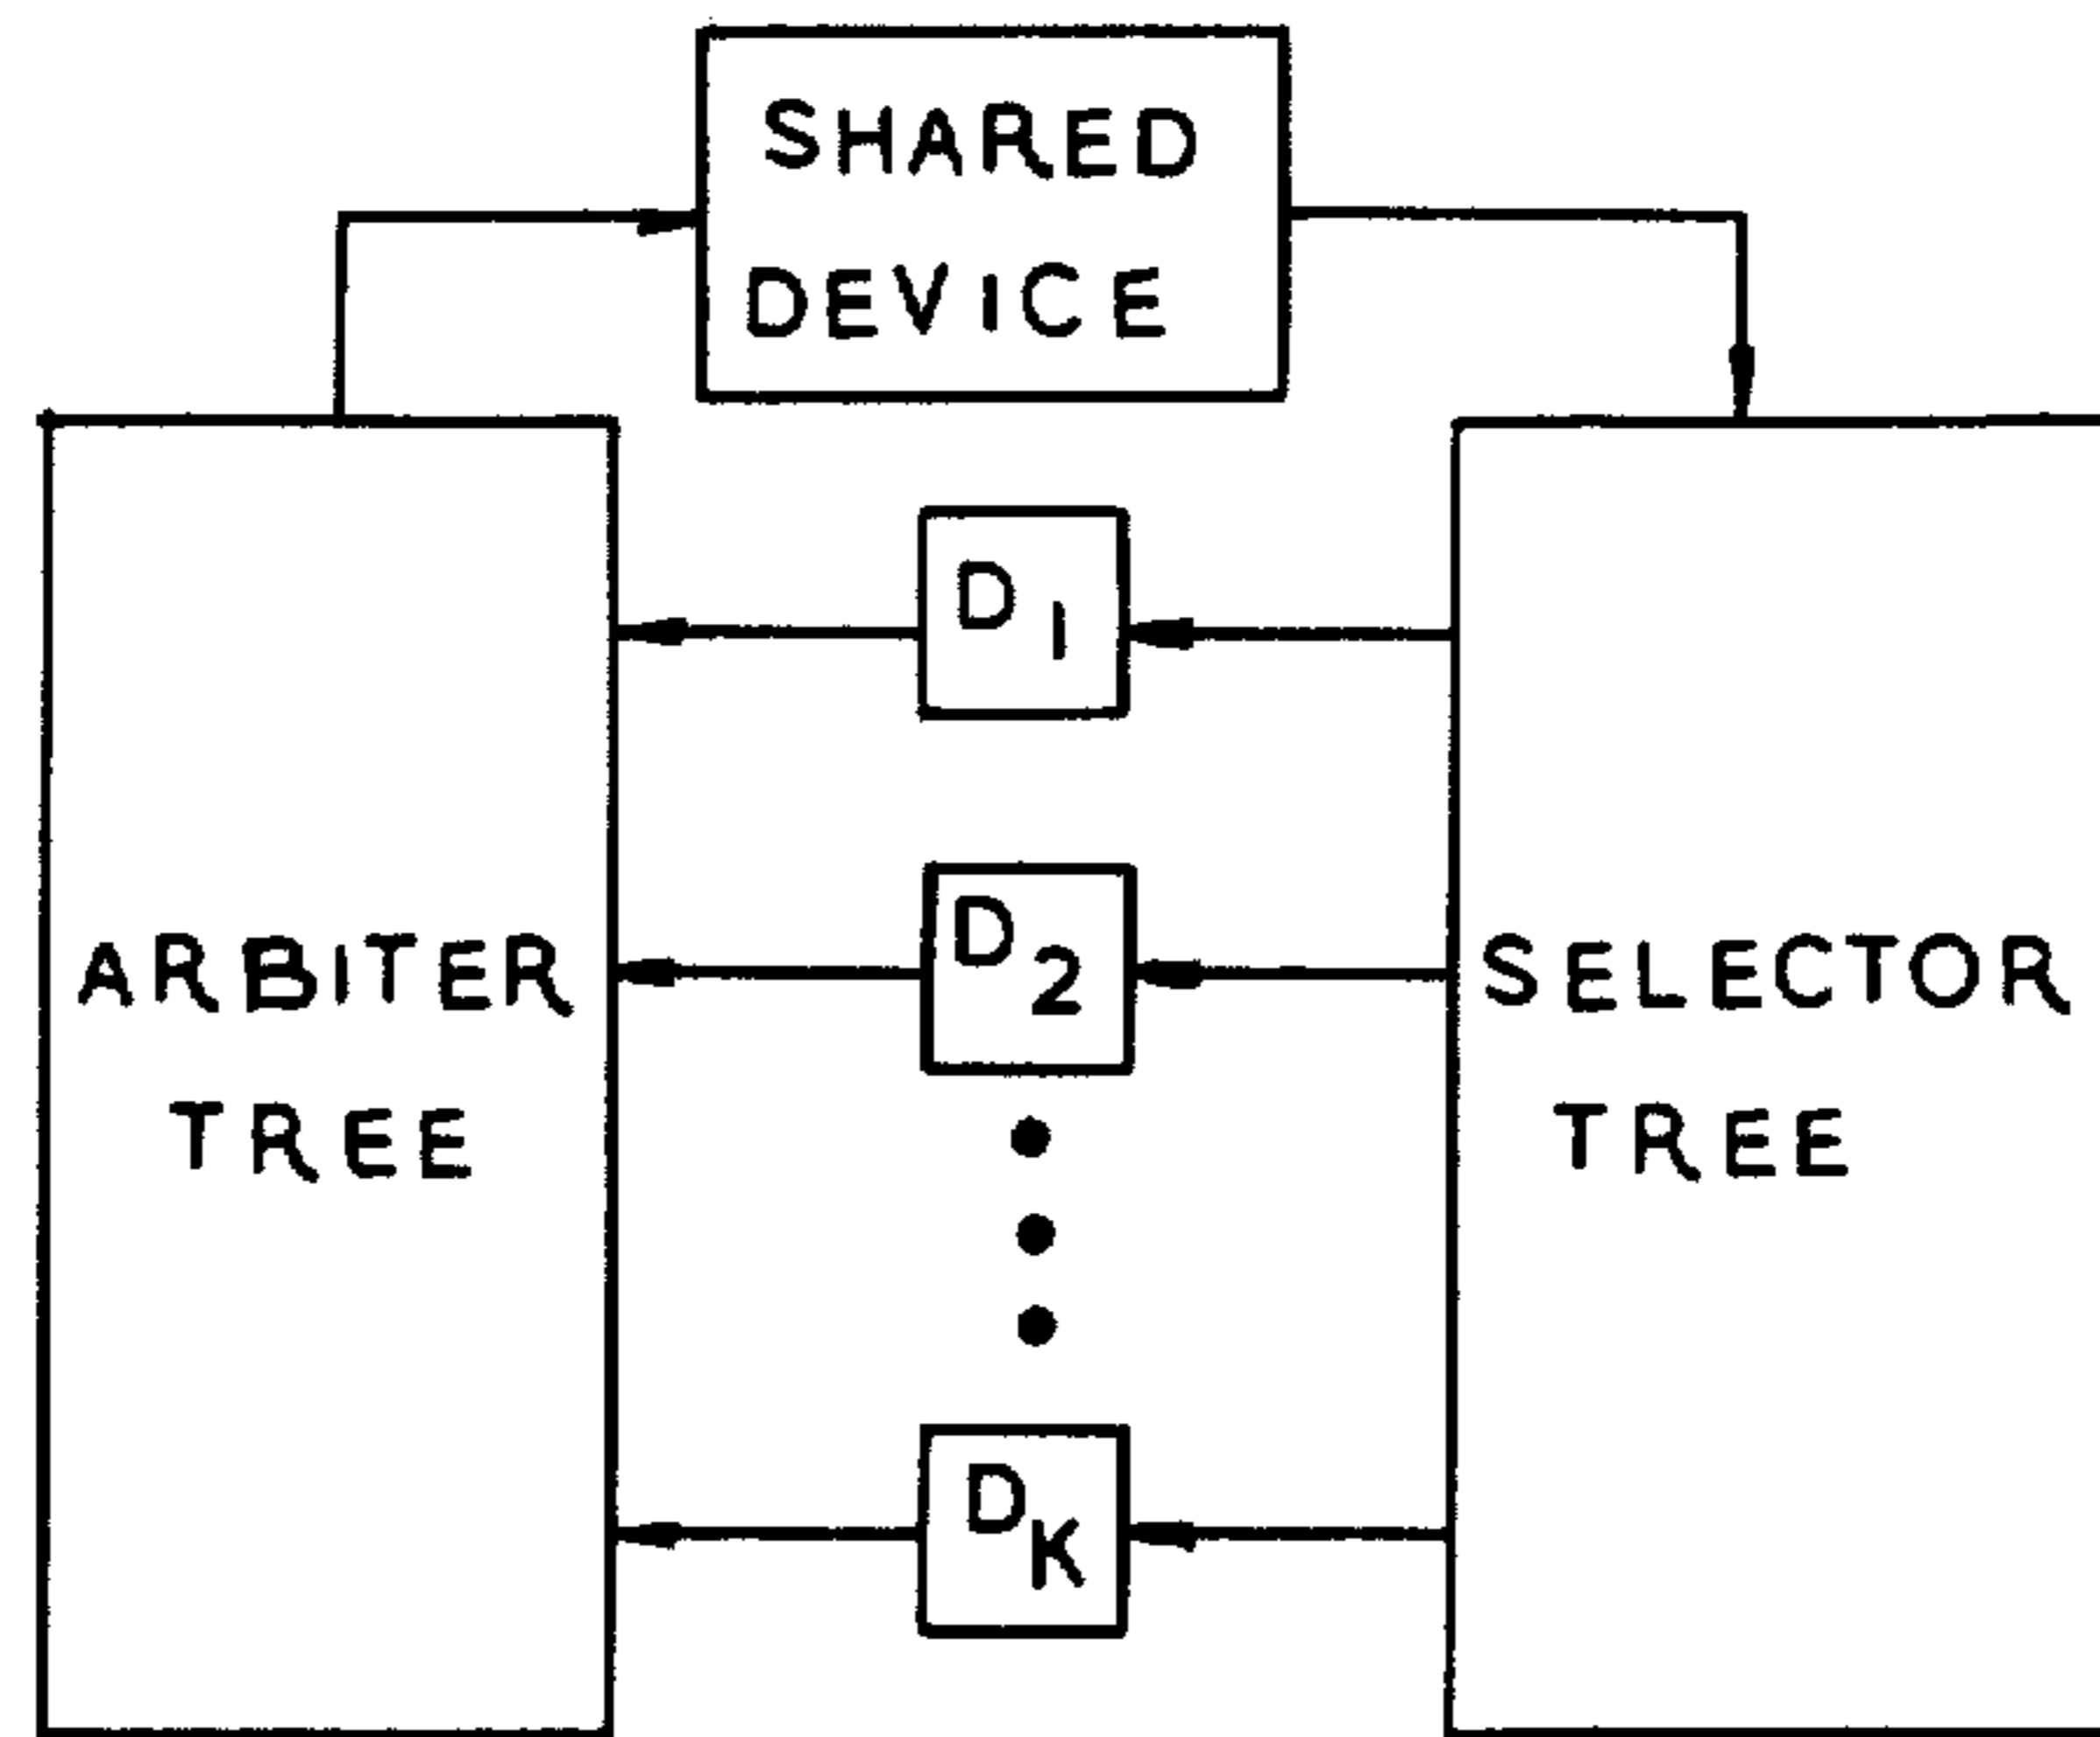 SHARED
DEVICE
D1
D2
ARBITER
TREE
SELECTOR
TREE
DK